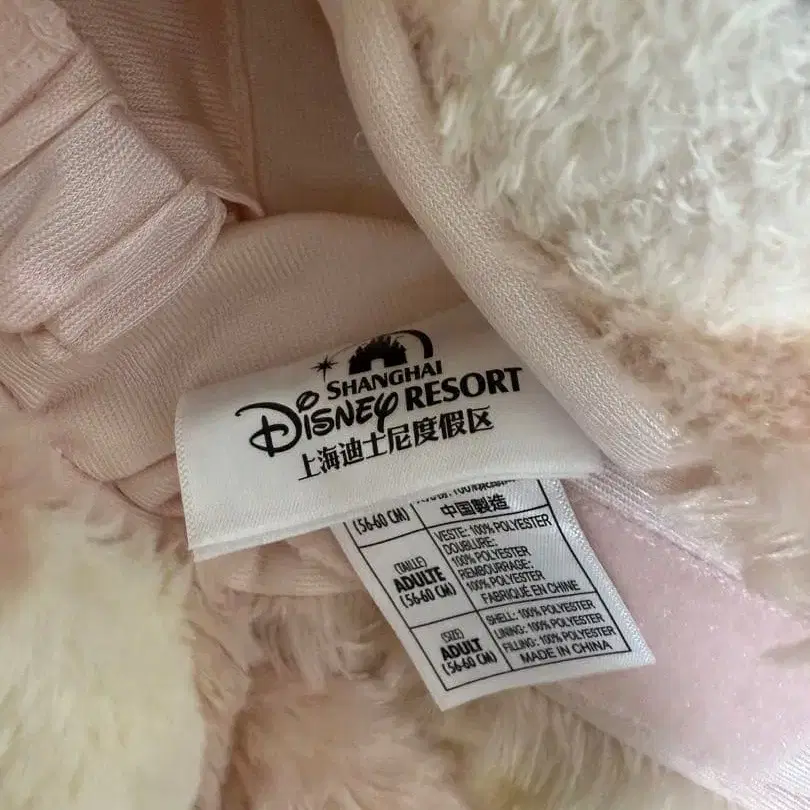 SHANGHAI
DISNEY RESORT
上海迪士尼度假区
(56-60 CM)
中国製造
(TAILLE)
ADULTE
(56-60 CM)
VESTE: 100% POLYESTER
DOUBLURE:
100% POLYESTER
REMBOURRAGE:
100% POLYESTER
FABRIQUÉ EN CHINE
(SIZE)
ADULT
(56-60 CM)
SHELL: 100% POLYESTER
LINING: 100% POLYESTER
FILLING: 100% POLYESTER
MADE IN CHINA